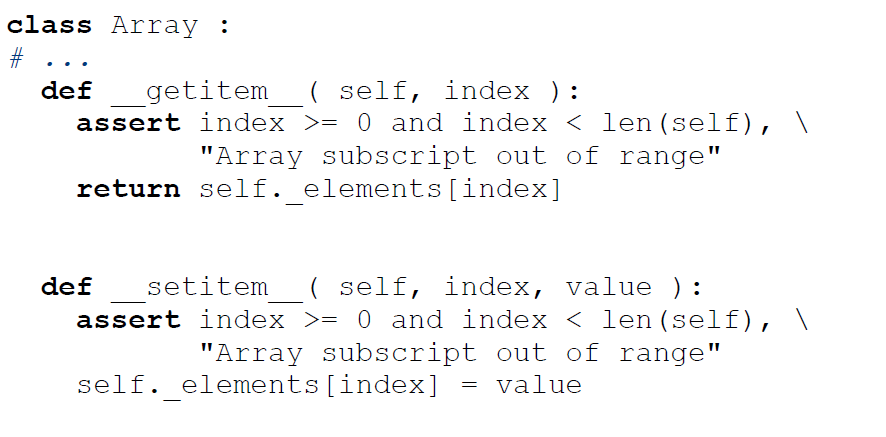 class Array :
# ...
  def __getitem__( self, index ):
    assert index >= 0 and index < len(self), \
           "Array subscript out of range"
    return self._elements[index]

  def __setitem__( self, index, value ):
    assert index >= 0 and index < len(self), \
           "Array subscript out of range"
    self._elements[index] = value